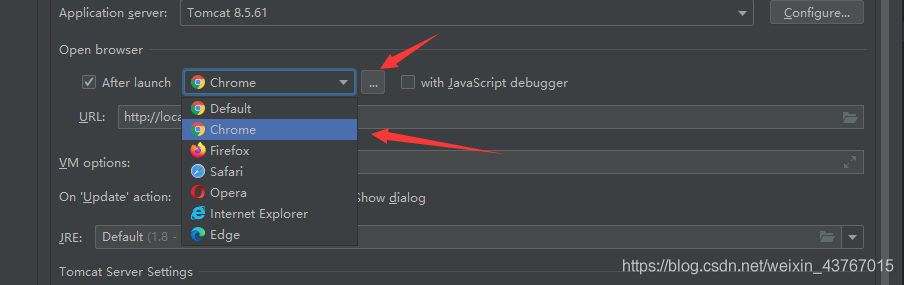 Application server: Tomcat 8.5.61 Configure...
Open browser
After launch Chrome ... with JavaScript debugger
Default
URL: http://loca
Chrome
Firefox
VM options:
Safari
On 'Update' action: Opera Show dialog
Internet Explorer
JRE: Default (1.8 - Edge
Tomcat Server Settings
https://blog.csdn.net/weixin_43767015